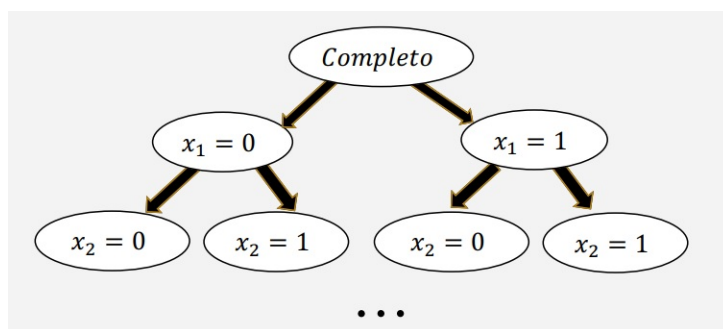 Completo
x₁ = 0
x₁ = 1
x₂ = 0
x₂ = 1
x₂ = 0
x₂ = 1
...